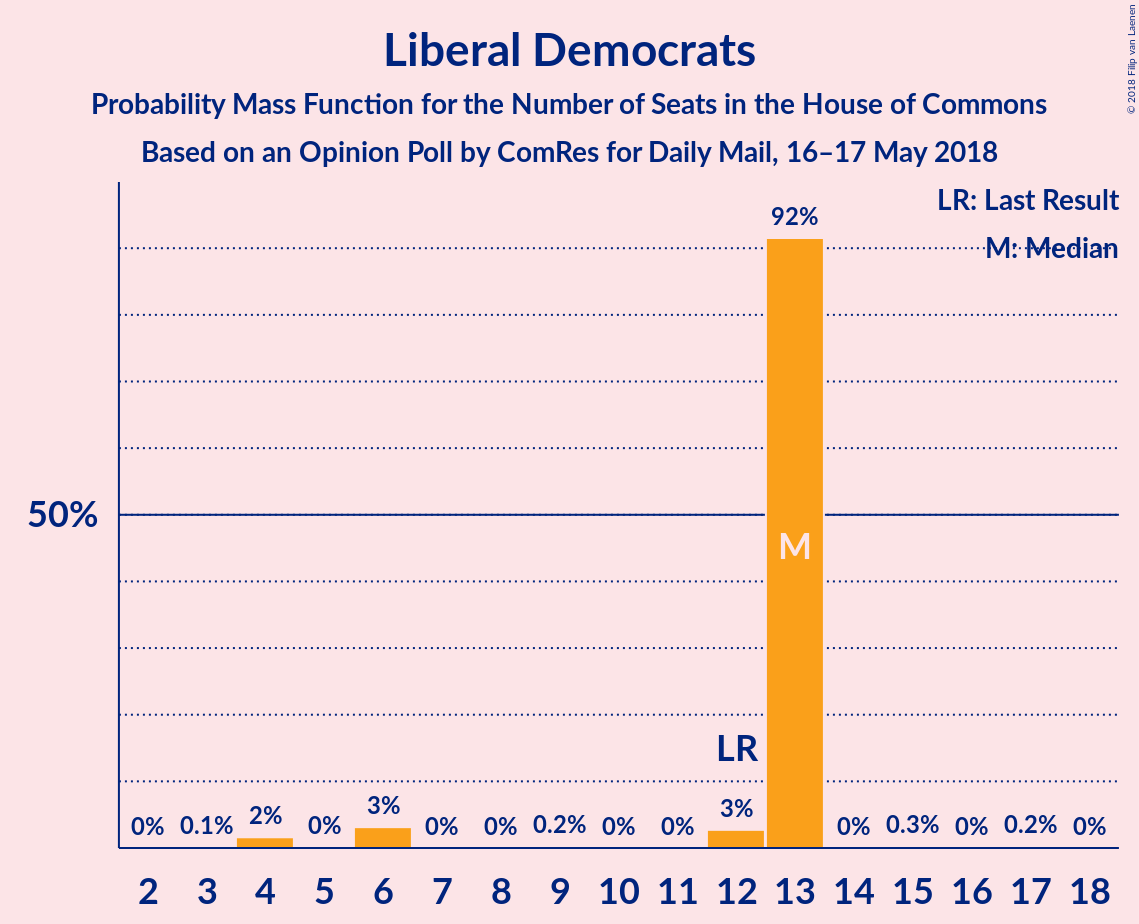 Liberal Democrats
Probability Mass Function for the Number of Seats in the House of Commons
Based on an Opinion Poll by ComRes for Daily Mail, 16–17 May 2018
© 2018 Filip van Laenen
LR: Last Result
M: Median
92%
50%
M
LR
0% 0.1% 2% 0% 3% 0% 0% 0.2% 0% 0% 3% 0% 0.3% 0% 0.2% 0%
2 3 4 5 6 7 8 9 10 11 12 13 14 15 16 17 18